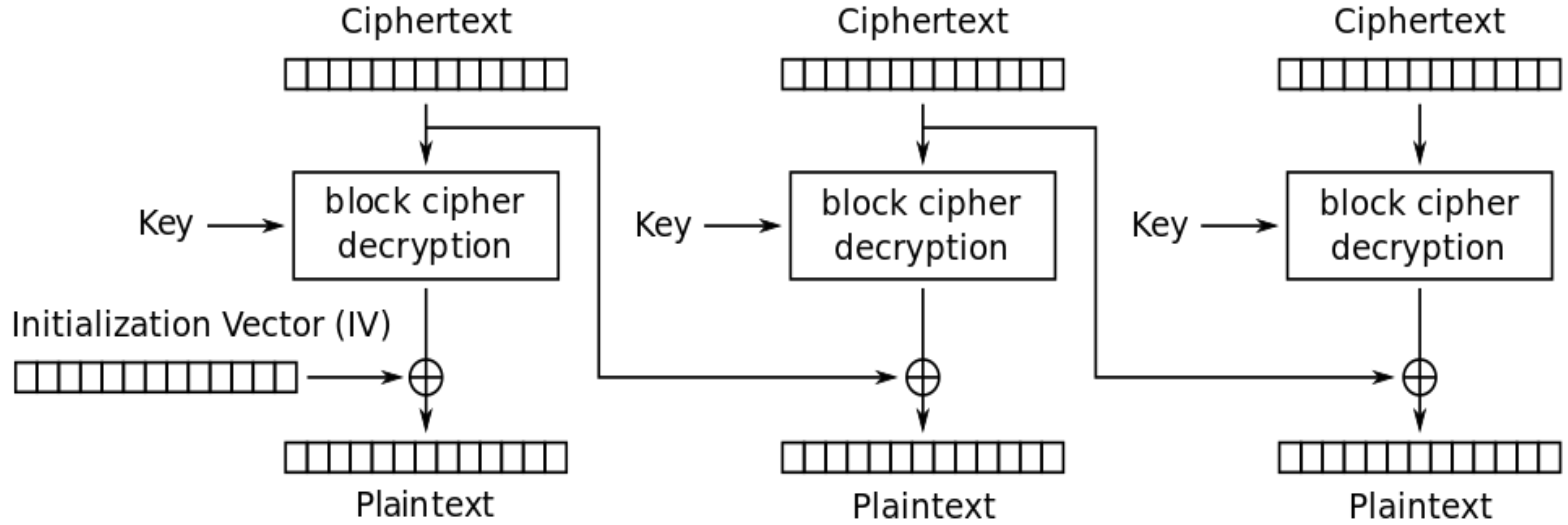 Ciphertext
Ciphertext
Ciphertext
Key
block cipher
decryption
Key
block cipher
decryption
Key
block cipher
decryption
Initialization Vector (IV)
Plaintext
Plaintext
Plaintext